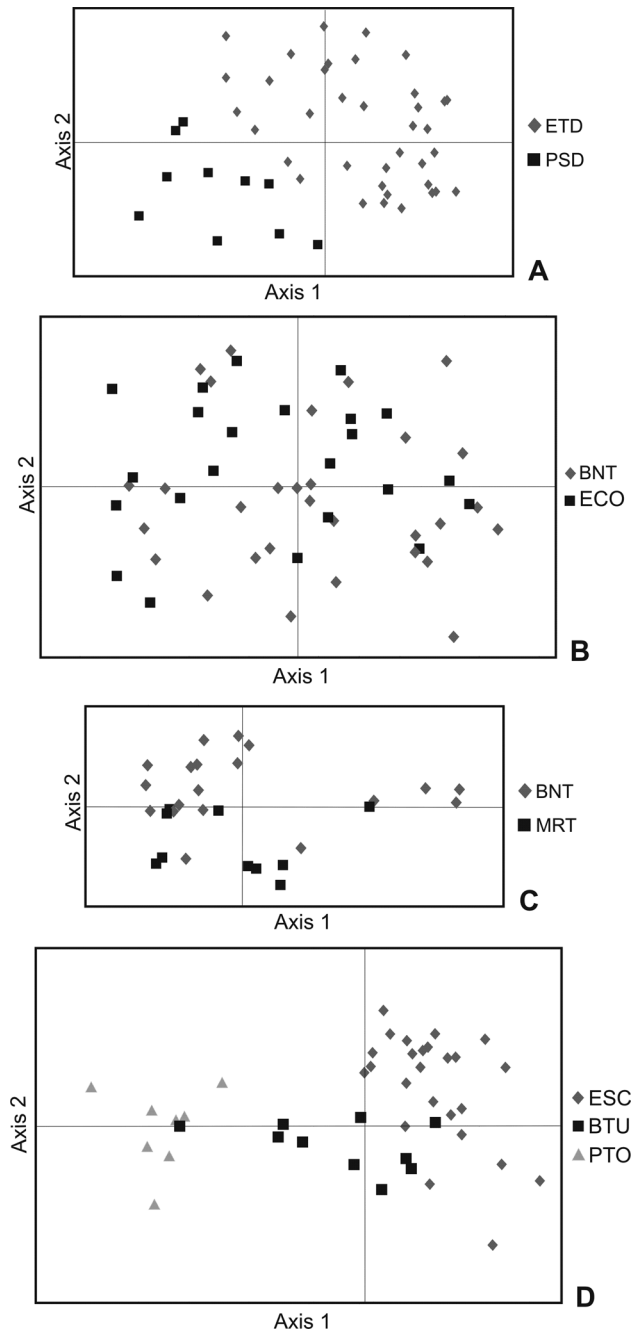 Axis 2
ETD
PSD
A
Axis 1
Axis 2
BNT
ECO
B
Axis 1
Axis 2
BNT
MRT
C
Axis 1
Axis 2
ESC
BTU
PTO
D
Axis 1